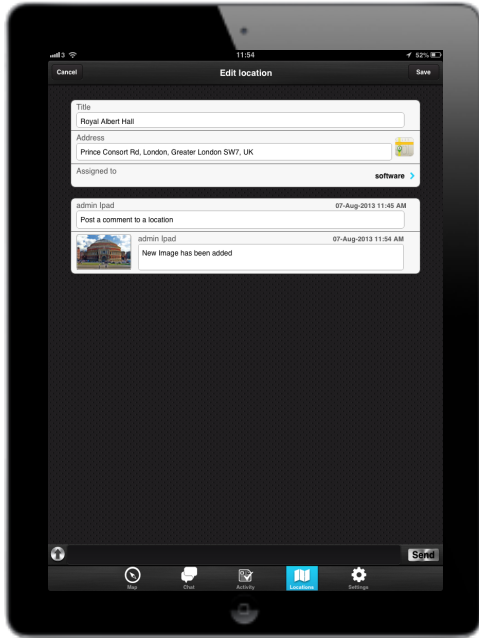 3 11:54 52%
Cancel Edit location Save
Title
Royal Albert Hall
Address
Prince Consort Rd, London, Greater London SW7, UK
Assigned to
software
admin Ipad 07-Aug-2013 11:45 AM
Post a comment to a location
admin Ipad 07-Aug-2013 11:54 AM
New Image has been added
Send
Map Chat Activity Locations Settings